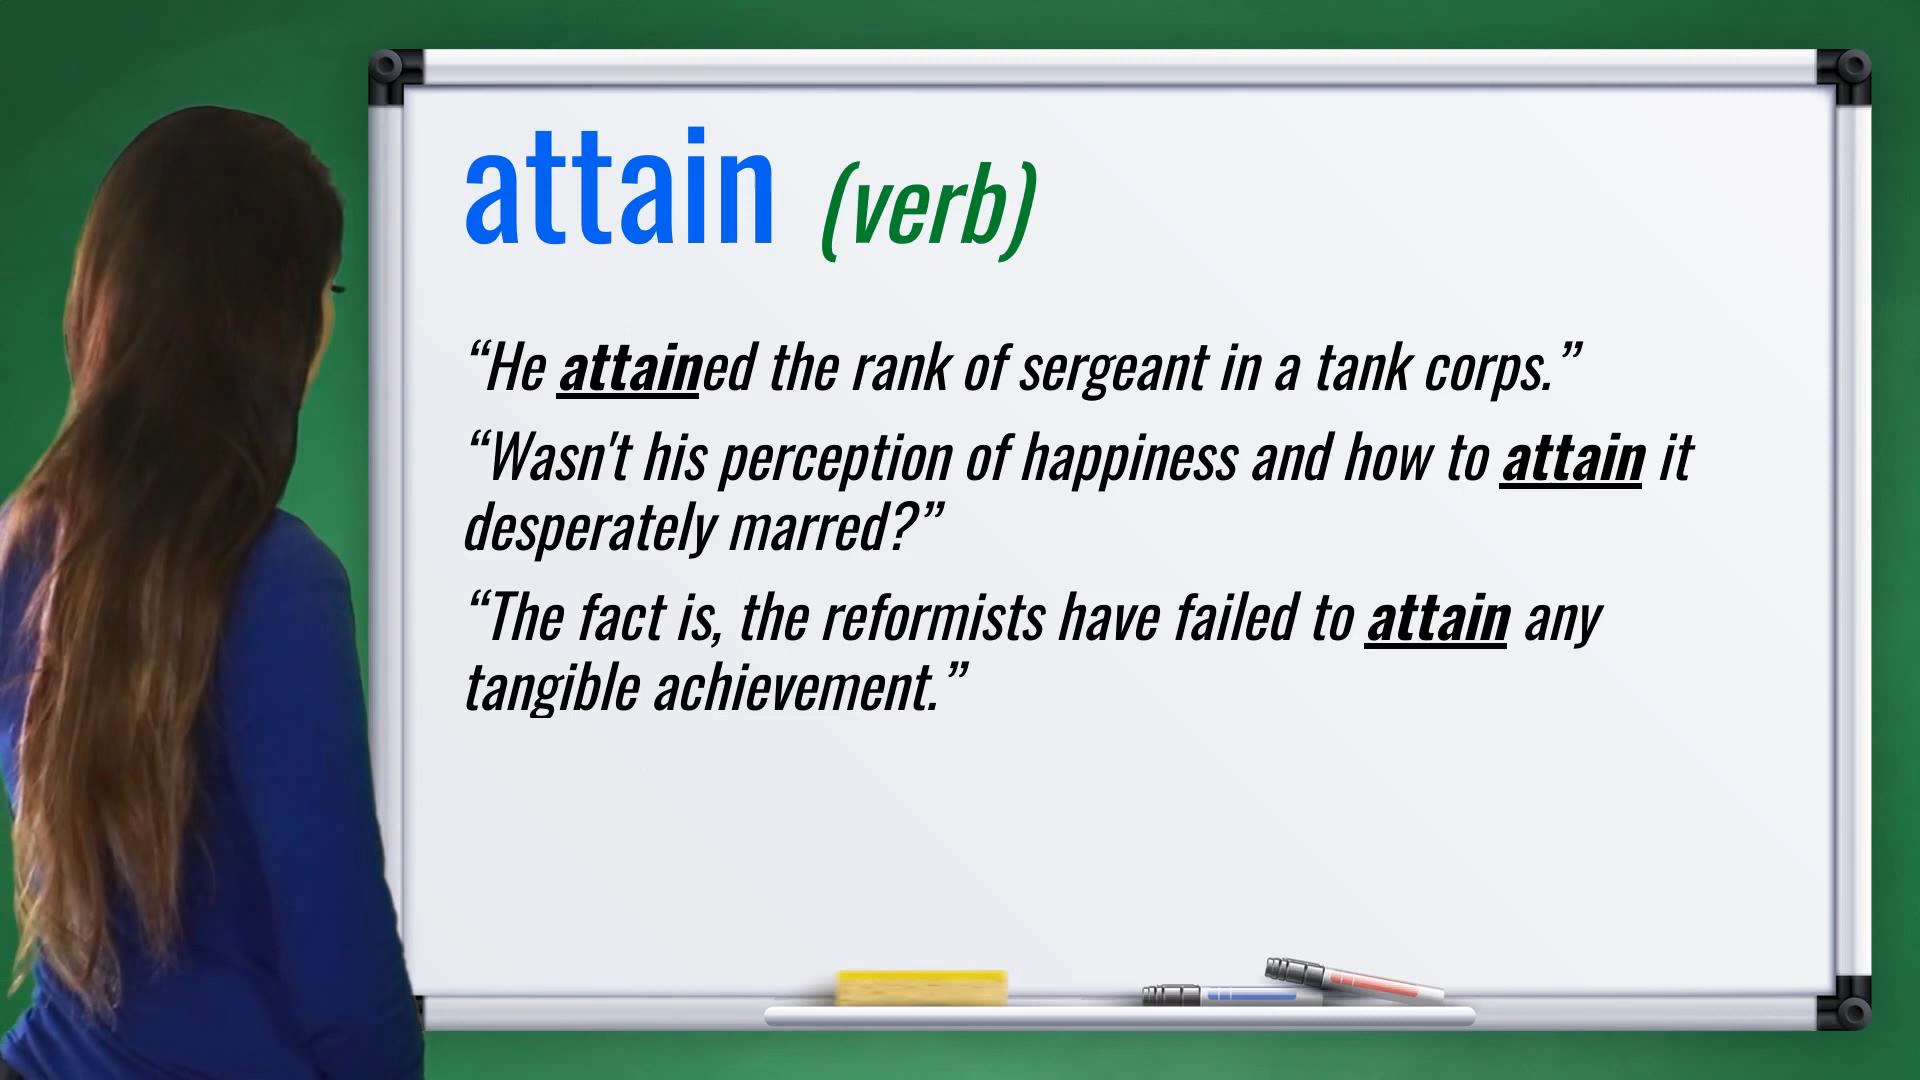 attain (verb)
“He attained the rank of sergeant in a tank corps.”
“Wasn't his perception of happiness and how to attain it
desperately marred?”
“The fact is, the reformists have failed to attain any
tangible achievement.”